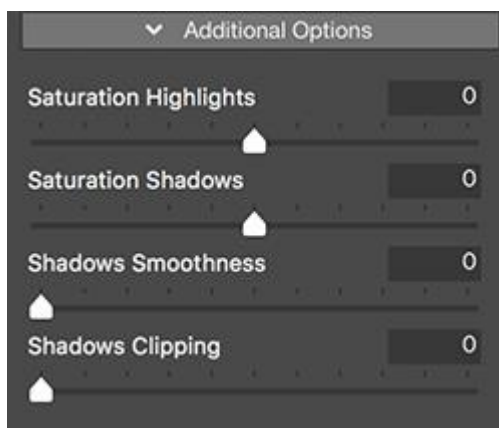 Additional Options
Saturation Highlights 0
Saturation Shadows 0
Shadows Smoothness 0
Shadows Clipping 0